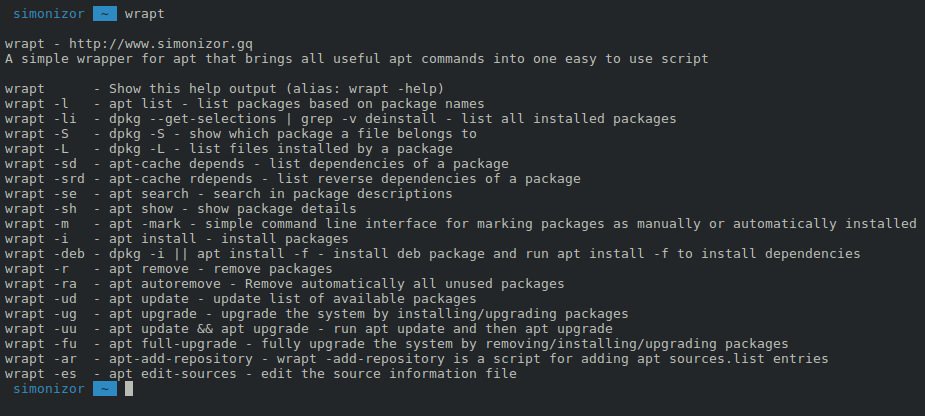 simonizor ~ wrapt
wrapt - http://www.simonizor.gq
A simple wrapper for apt that brings all useful apt commands into one easy to use script
wrapt - Show this help output (alias: wrapt -help)
wrapt -l - apt list - list packages based on package names
wrapt -li - dpkg --get-selections | grep -v deinstall - list all installed packages
wrapt -S - dpkg -S - show which package a file belongs to
wrapt -L - dpkg -L - list files installed by a package
wrapt -sd - apt-cache depends - list dependencies of a package
wrapt -srd - apt-cache rdepends - list reverse dependencies of a package
wrapt -se - apt search - search in package descriptions
wrapt -sh - apt show - show package details
wrapt -m - apt -mark - simple command line interface for marking packages as manually or automatically installed
wrapt -i - apt install - install packages
wrapt -deb - dpkg -i || apt install -f - install deb package and run apt install -f to install dependencies
wrapt -r - apt remove - remove packages
wrapt -ra - apt autoremove - Remove automatically all unused packages
wrapt -ud - apt update - update list of available packages
wrapt -ug - apt upgrade - upgrade the system by installing/upgrading packages
wrapt -uu - apt update && apt upgrade - run apt update and then apt upgrade
wrapt -fu - apt full-upgrade - fully upgrade the system by removing/installing/upgrading packages
wrapt -ar - apt-add-repository - wrapt -add-repository is a script for adding apt sources.list entries
wrapt -es - apt edit-sources - edit the source information file
simonizor ~